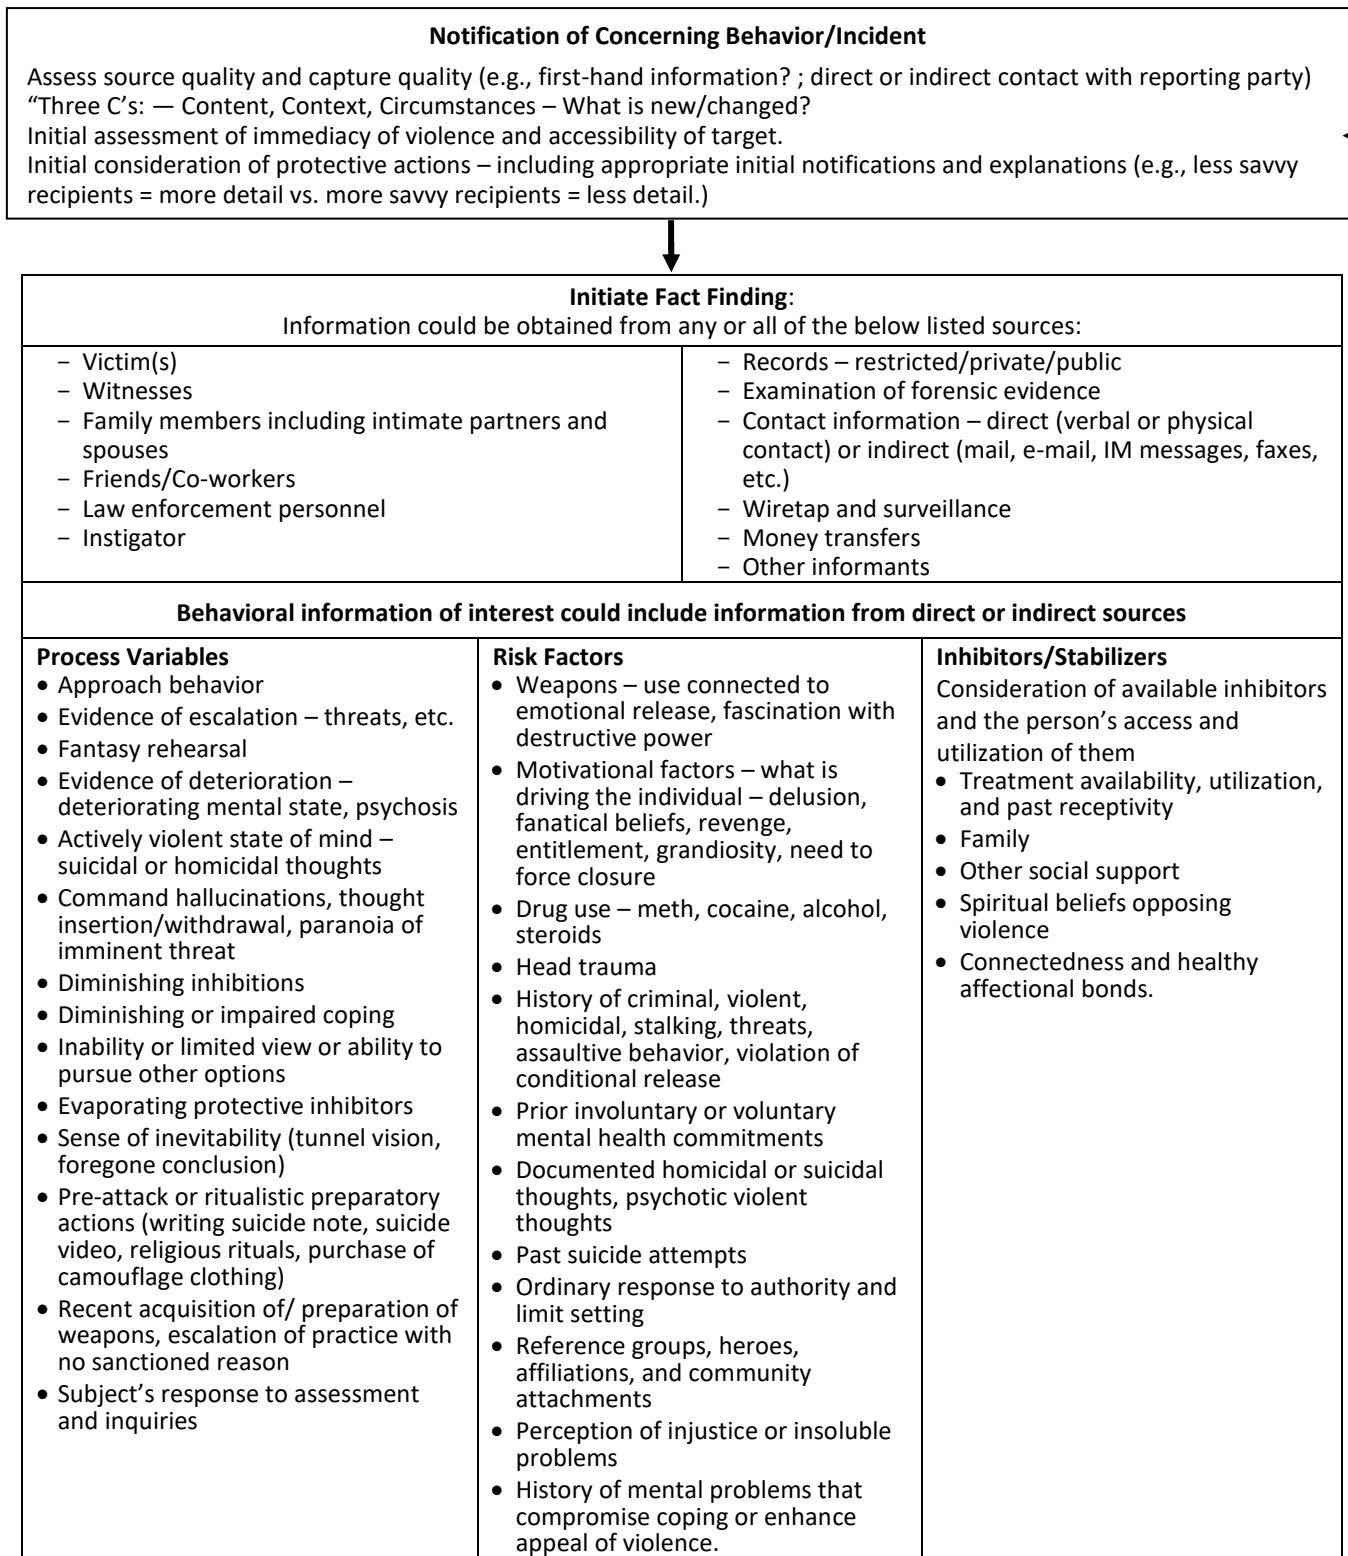 Notification of Concerning Behavior/Incident
Assess source quality and capture quality (e.g., first-hand information? ; direct or indirect contact with reporting party)
“Three C’s: — Content, Context, Circumstances – What is new/changed?
Initial assessment of immediacy of violence and accessibility of target.
Initial consideration of protective actions – including appropriate initial notifications and explanations (e.g., less savvy
recipients = more detail vs. more savvy recipients = less detail.)
Initiate Fact Finding:
Information could be obtained from any or all of the below listed sources:
− Victim(s)
− Witnesses
− Family members including intimate partners and
spouses
− Friends/Co-workers
− Law enforcement personnel
− Instigator
− Records – restricted/private/public
− Examination of forensic evidence
− Contact information – direct (verbal or physical
contact) or indirect (mail, e-mail, IM messages, faxes,
etc.)
− Wiretap and surveillance
− Money transfers
− Other informants
Behavioral information of interest could include information from direct or indirect sources
Process Variables
• Approach behavior
• Evidence of escalation – threats, etc.
• Fantasy rehearsal
• Evidence of deterioration –
deteriorating mental state, psychosis
• Actively violent state of mind –
suicidal or homicidal thoughts
• Command hallucinations, thought
insertion/withdrawal, paranoia of
imminent threat
• Diminishing inhibitions
• Diminishing or impaired coping
• Inability or limited view or ability to
pursue other options
• Evaporating protective inhibitors
• Sense of inevitability (tunnel vision,
foregone conclusion)
• Pre-attack or ritualistic preparatory
actions (writing suicide note, suicide
video, religious rituals, purchase of
camouflage clothing)
• Recent acquisition of/ preparation of
weapons, escalation of practice with
no sanctioned reason
• Subject’s response to assessment
and inquiries
Risk Factors
• Weapons – use connected to
emotional release, fascination with
destructive power
• Motivational factors – what is
driving the individual – delusion,
fanatical beliefs, revenge,
entitlement, grandiosity, need to
force closure
• Drug use – meth, cocaine, alcohol,
steroids
• Head trauma
• History of criminal, violent,
homicidal, stalking, threats,
assaultive behavior, violation of
conditional release
• Prior involuntary or voluntary
mental health commitments
• Documented homicidal or suicidal
thoughts, psychotic violent
thoughts
• Past suicide attempts
• Ordinary response to authority and
limit setting
• Reference groups, heroes,
affiliations, and community
attachments
• Perception of injustice or insoluble
problems
• History of mental problems that
compromise coping or enhance
appeal of violence.
Inhibitors/Stabilizers
Consideration of available inhibitors
and the person’s access and
utilization of them
• Treatment availability, utilization,
and past receptivity
• Family
• Other social support
• Spiritual beliefs opposing
violence
• Connectedness and healthy
affectional bonds.